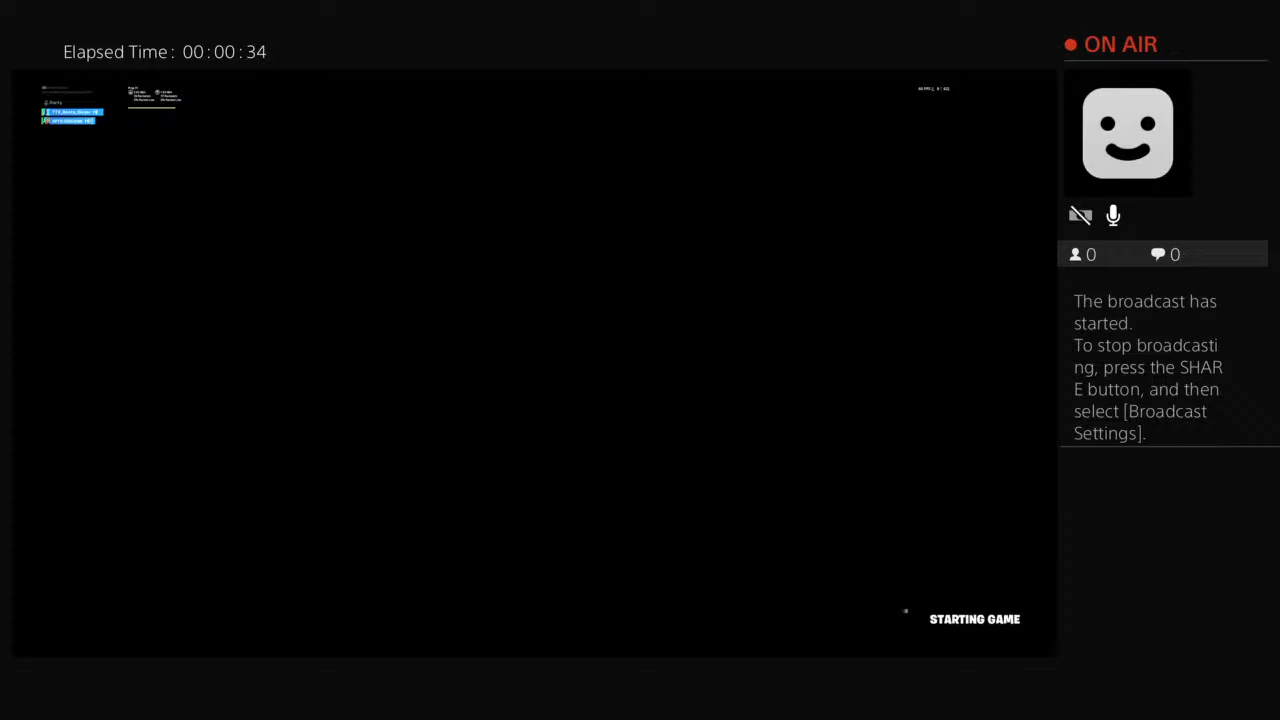 Elapsed Time: 00:00:34
ON AIR
Party
0
0
The broadcast has
started.
To stop broadcasti
ng, press the SHAR
E button, and then
select [Broadcast
Settings].
STARTING GAME